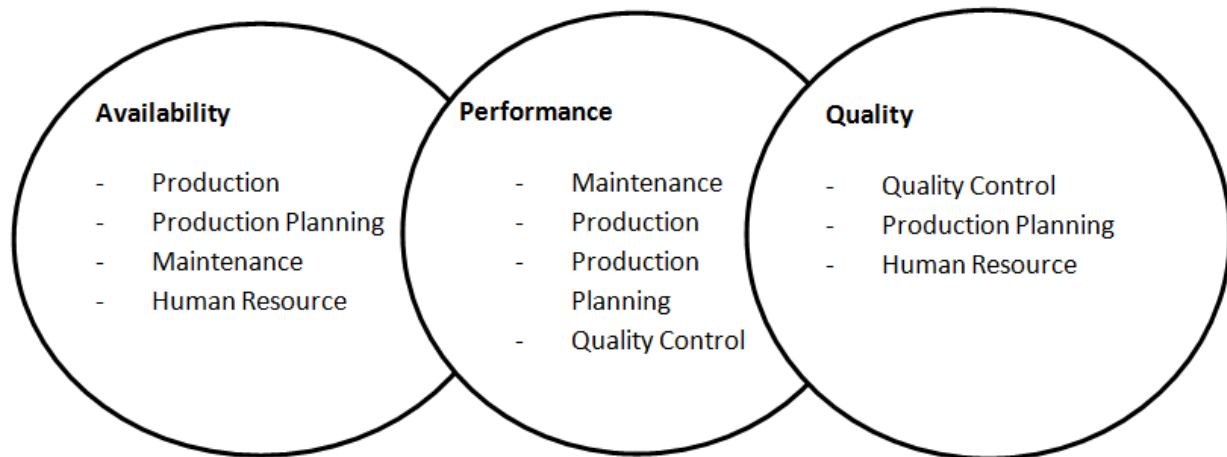 Availability
- Production
- Production Planning
- Maintenance
- Human Resource
Performance
- Maintenance
- Production
- Production
Planning
- Quality Control
Quality
- Quality Control
- Production Planning
- Human Resource